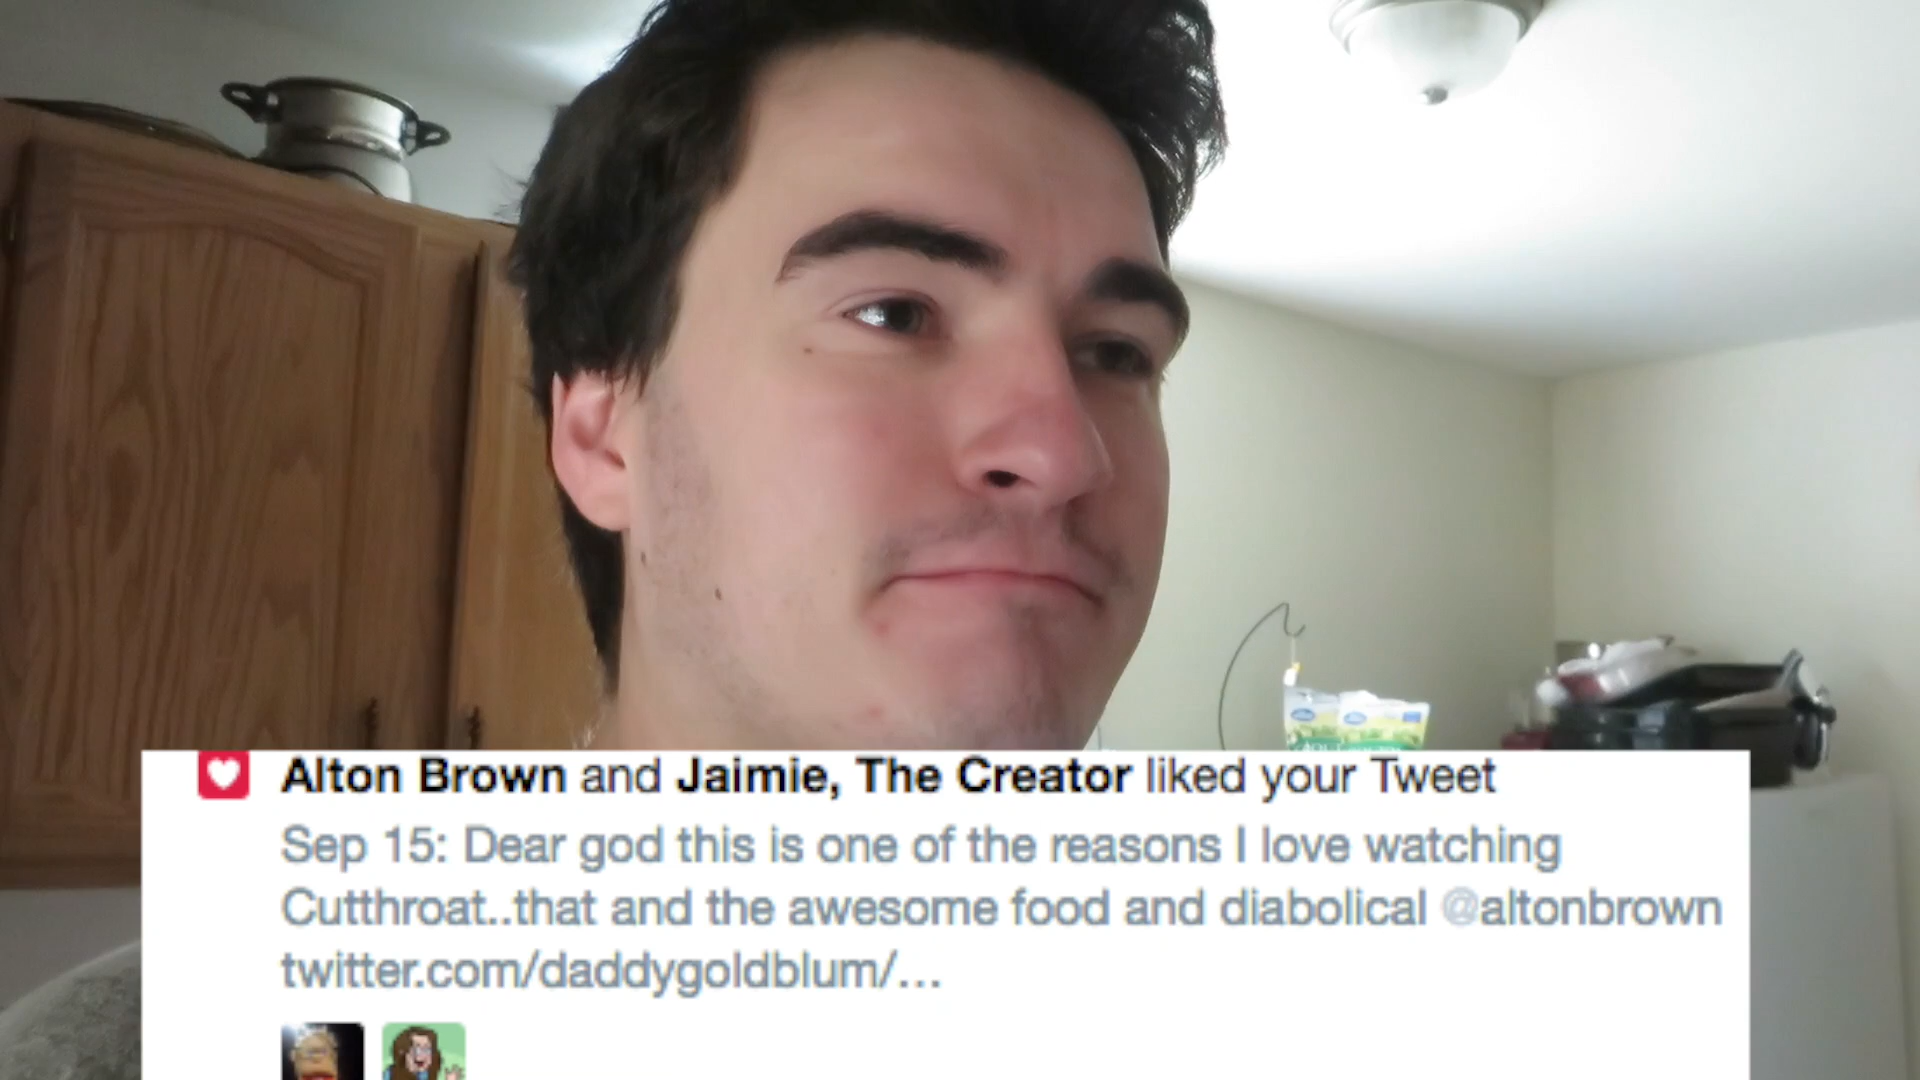 Alton Brown and Jaimie, The Creator liked your Tweet
Sep 15: Dear god this is one of the reasons I love watching
Cutthroat..that and the awesome food and diabolical @altonbrown
twitter.com/daddygoldblum/...